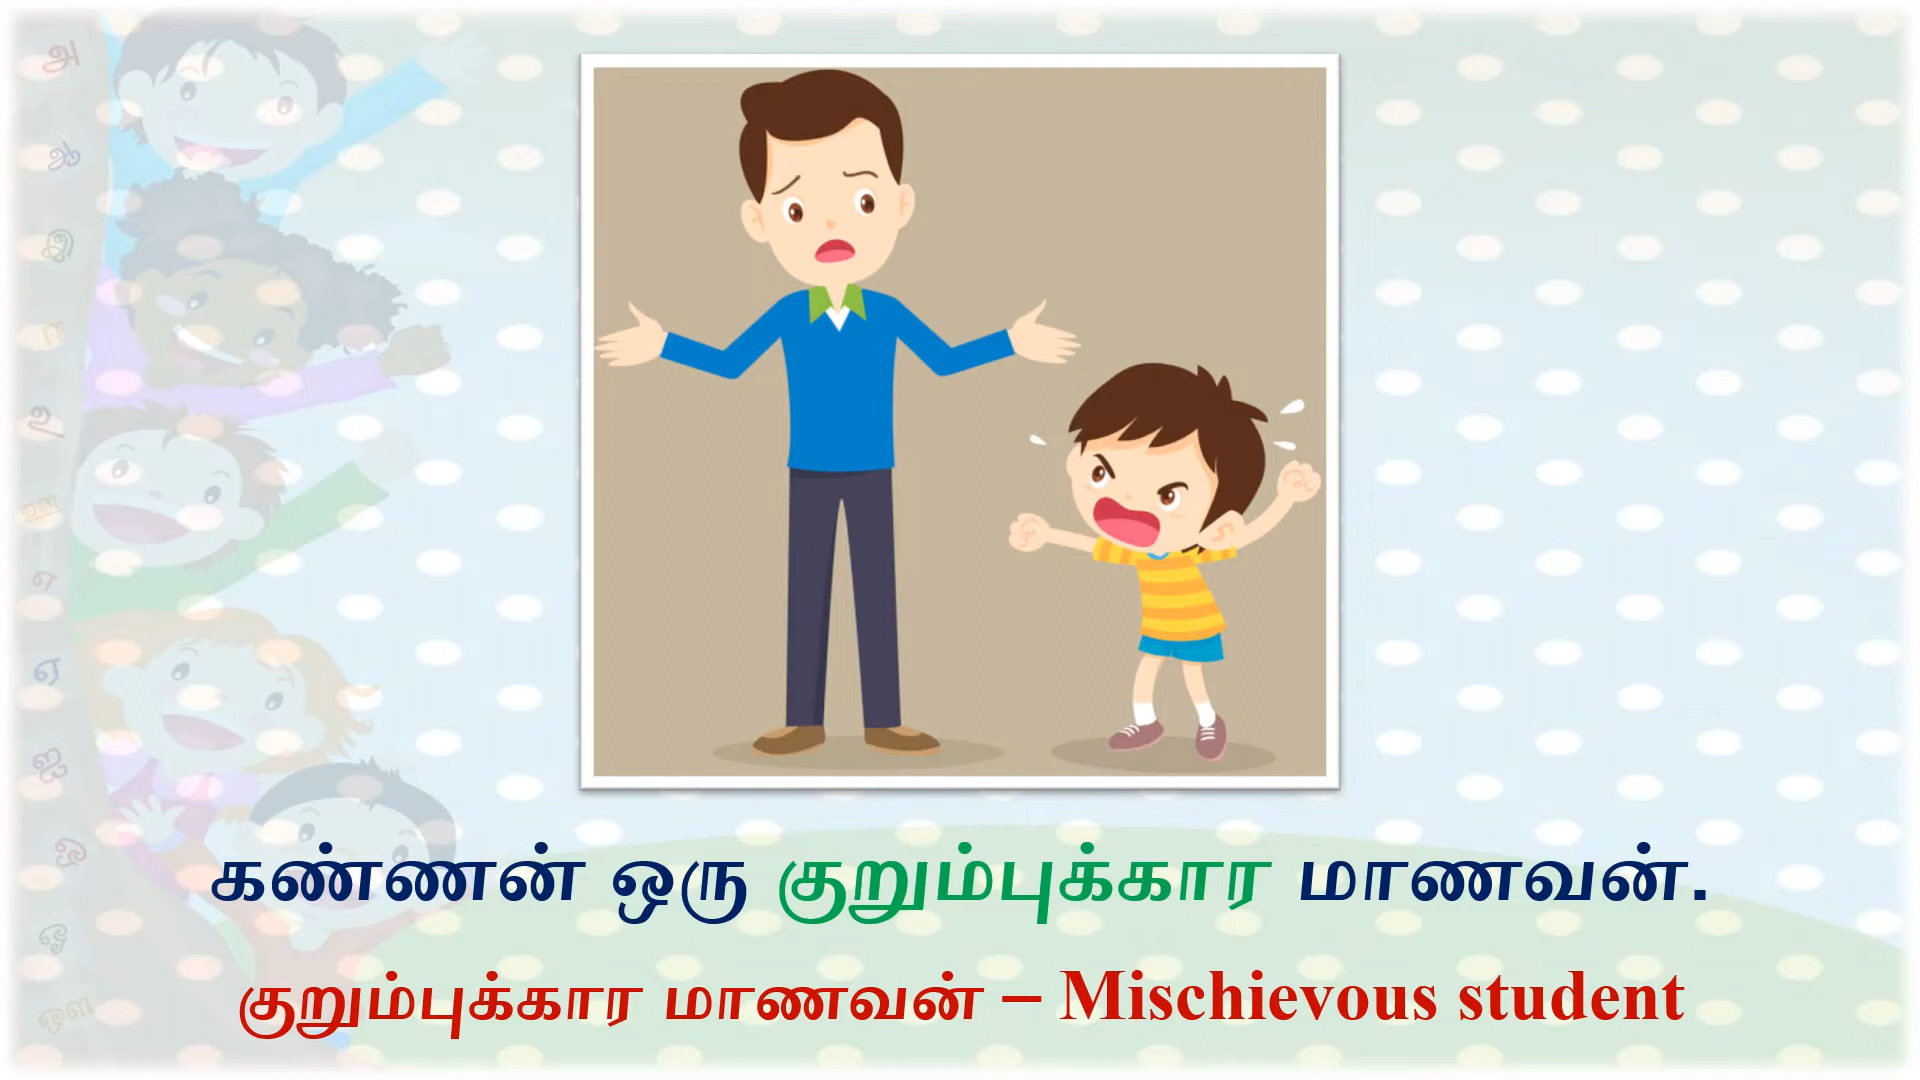 அ
ஆ
இ
ஈ
உ
ஊ
எ
ஏ
ஐ
ஒ
ஓ
ஔ
கண்ணன் ஒரு குறும்புக்கார மாணவன்.
குறும்புக்கார மாணவன் – Mischievous student